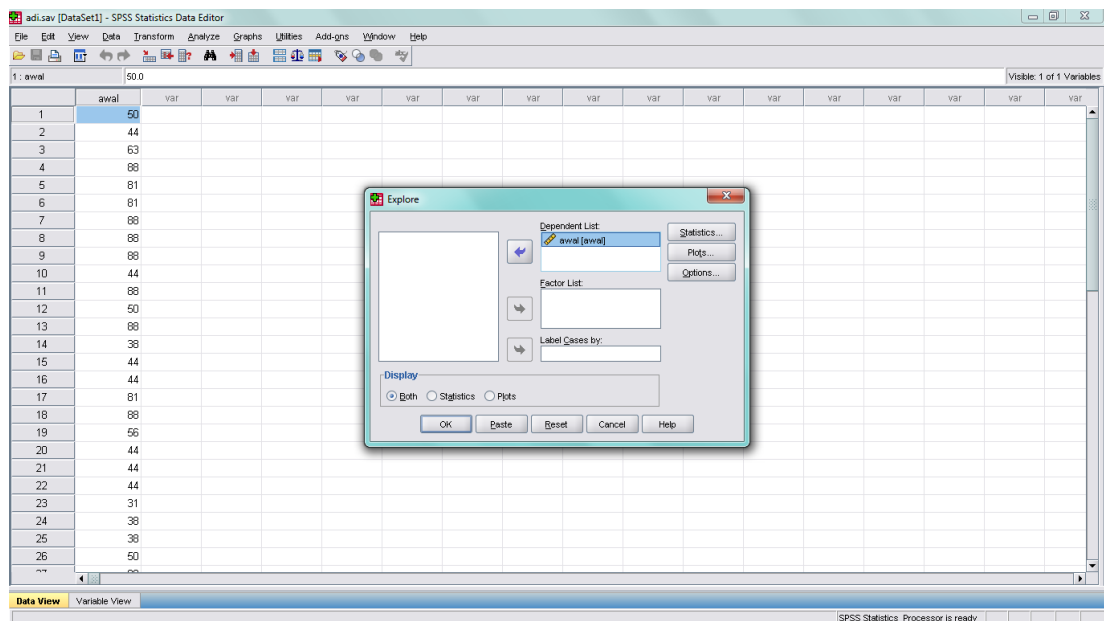 adi.sav [DataSet1] - SPSS Statistics Data Editor
File Edit View Data Transform Analyze Graphs Utilities Add-ons Window Help
1 : awal 50.0 Visible: 1 of 1 Variables
awal var var var var var var var var var var var var var var var var
1 50
2 44
3 63
4 88
5 81
6 81
7 88
8 88
9 88
10 44
11 88
12 50
13 88
14 38
15 44
16 44
17 81
18 88
19 56
20 44
21 44
22 44
23 31
24 38
25 38
26 50
Explore
Dependent List:
awal [awal]
Statistics...
Plots...
Options...
Factor List:
Label Cases by:
Display
Both Statistics Plots
OK Paste Reset Cancel Help
Data View Variable View
SPSS Statistics Processor is ready